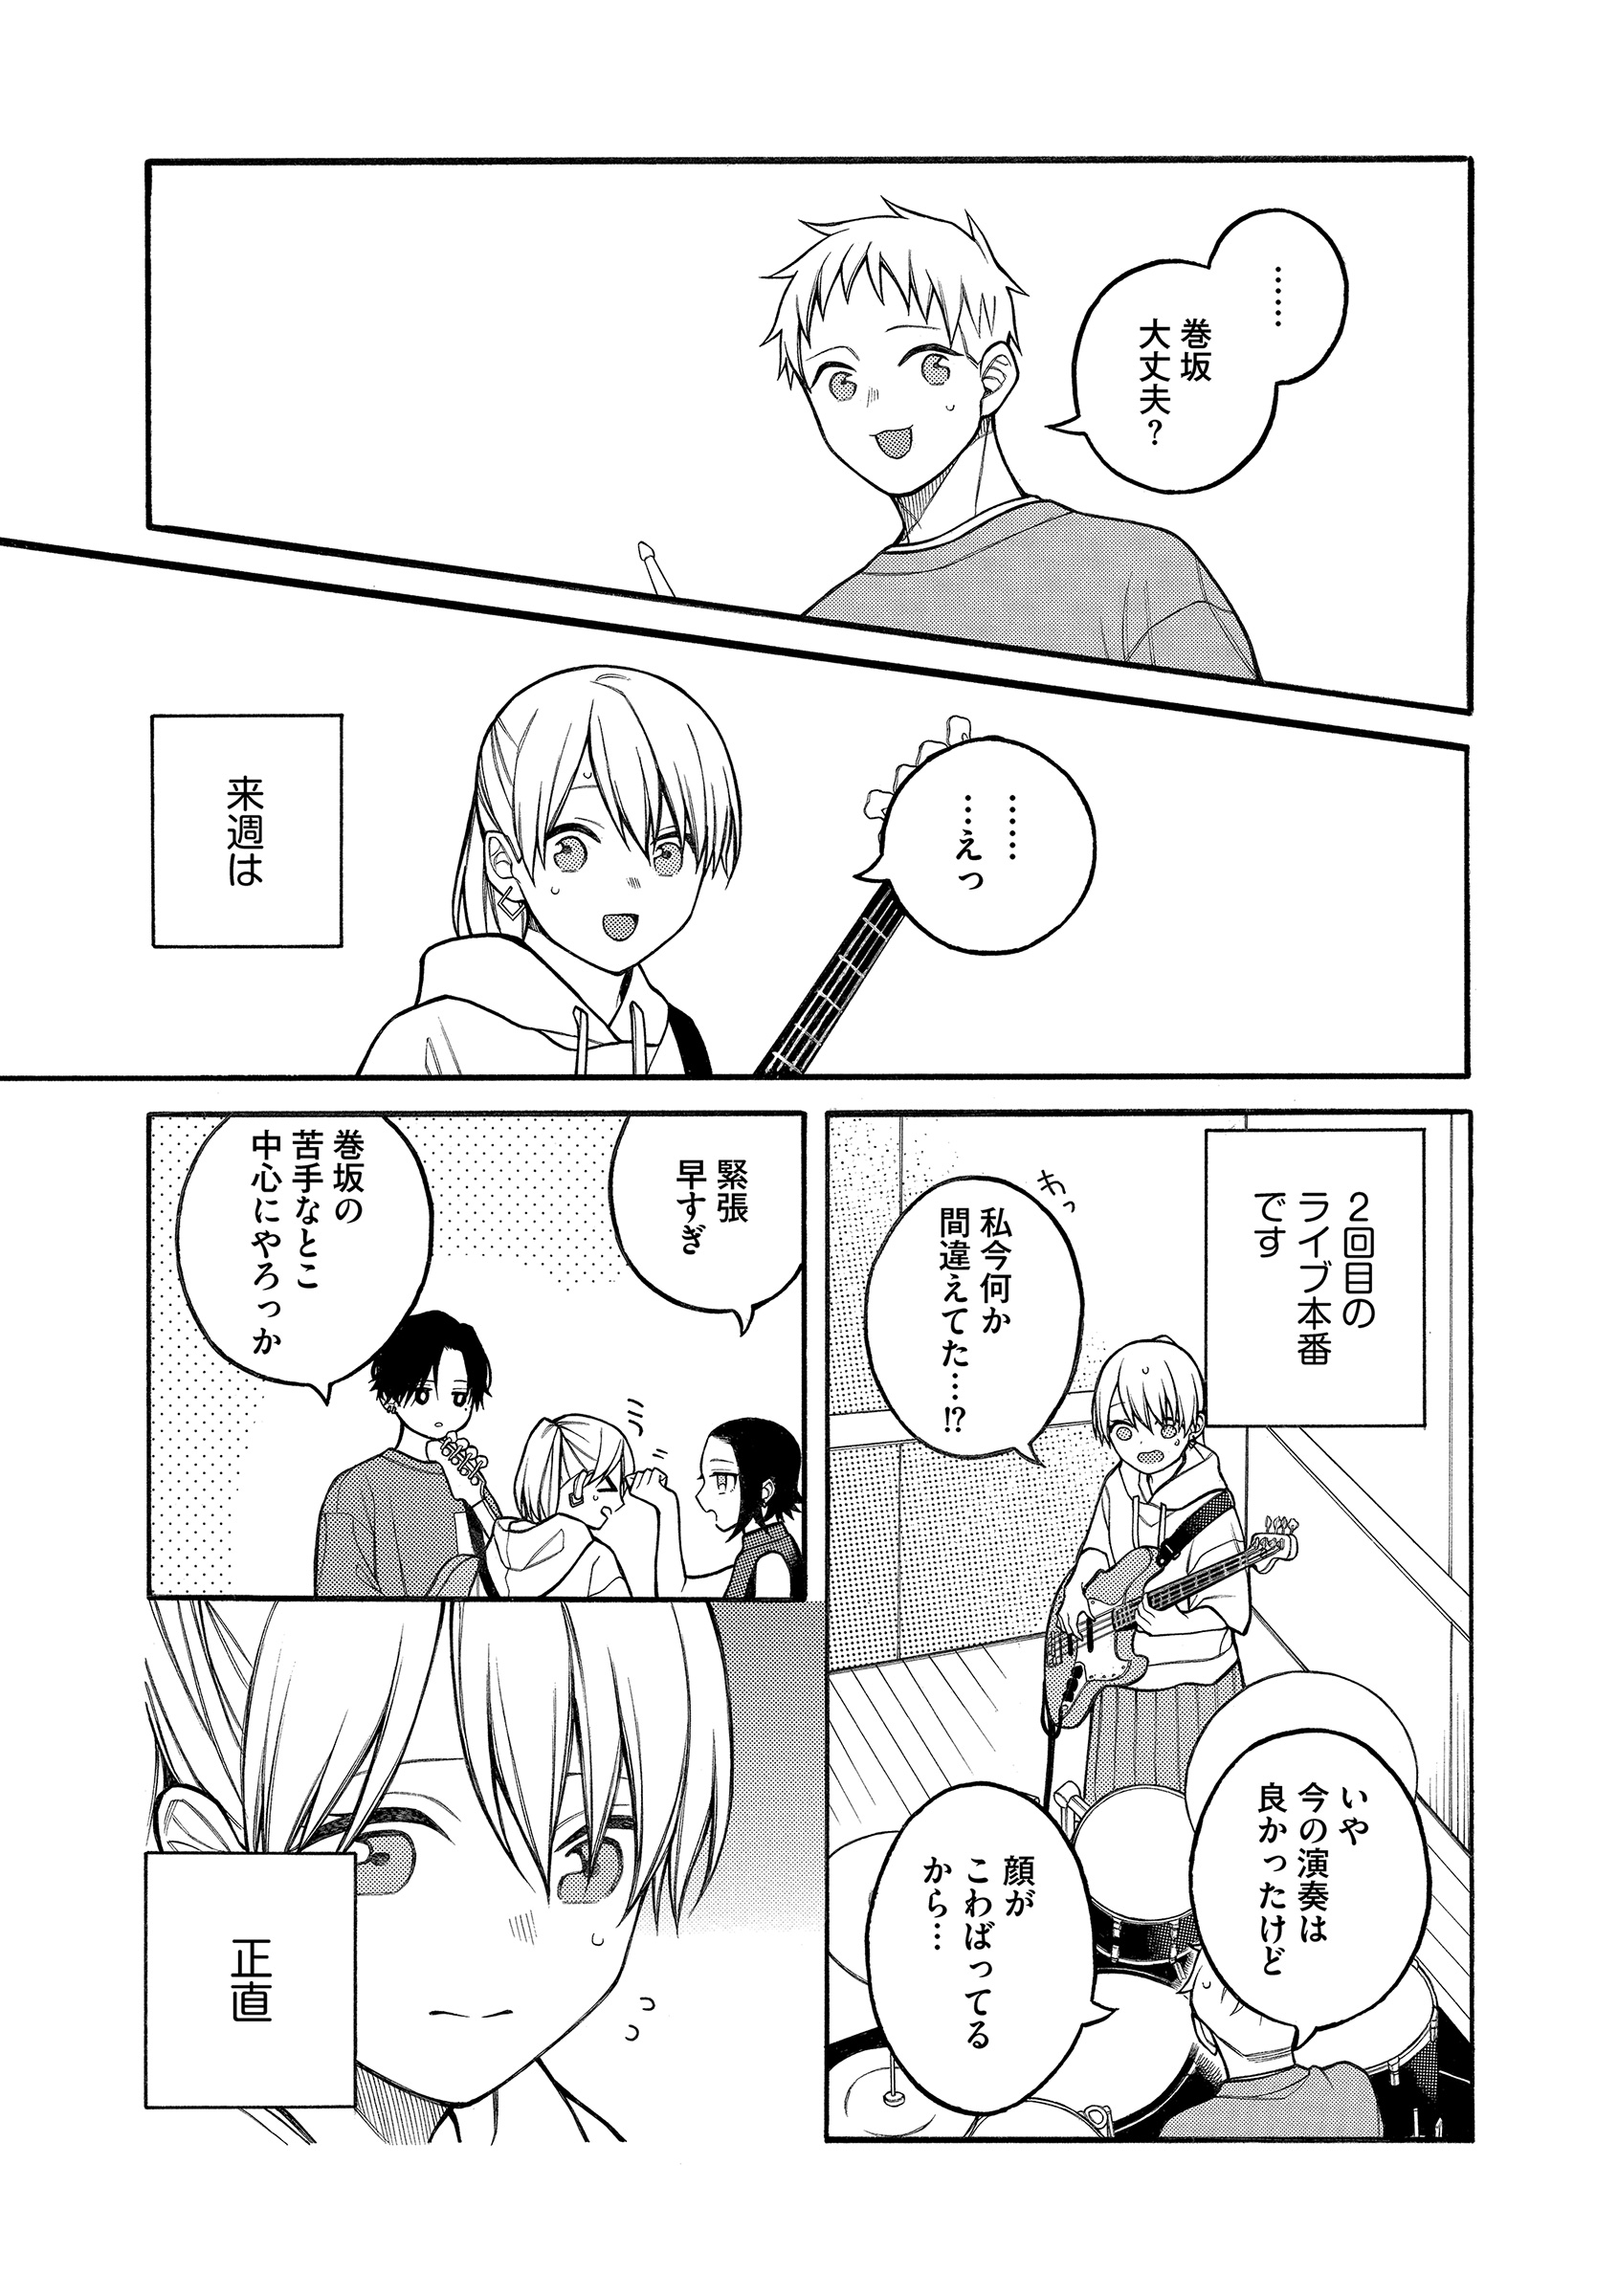 ……
巻坂
大丈夫？
……
…えっ
来週は
2回目の
ライブ本番
です
わっ
私今何か
間違えてた…!?
いや
今の演奏は
良かったけど
顔が
こわばってる
から…
緊張
早すぎ
巻坂の
苦手なとこ
中心にやろっか
正直